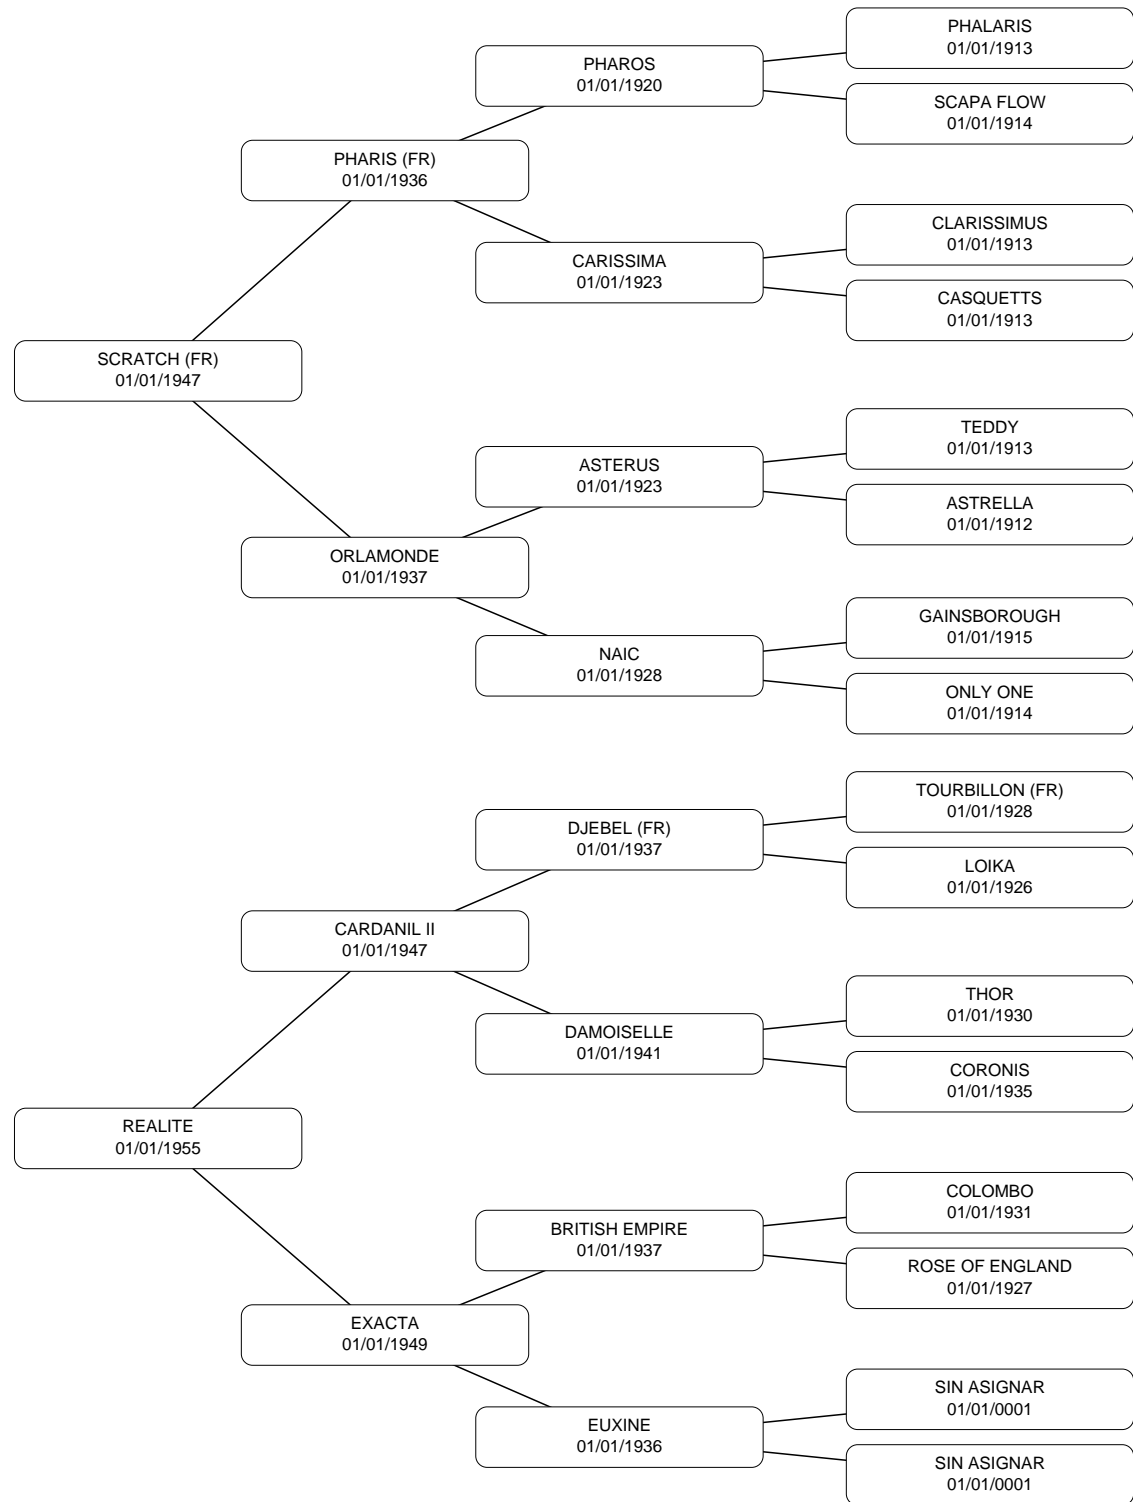 PHALARIS
01/01/1913
PHAROS
01/01/1920
SCAPA FLOW
01/01/1914
PHARIS (FR)
01/01/1936
CLARISSIMUS
01/01/1913
CARISSIMA
01/01/1923
CASQUETTS
01/01/1913
SCRATCH (FR)
01/01/1947
TEDDY
01/01/1913
ASTERUS
01/01/1923
ASTRELLA
01/01/1912
ORLAMONDE
01/01/1937
GAINSBOROUGH
01/01/1915
NAIC
01/01/1928
ONLY ONE
01/01/1914
TOURBILLON (FR)
01/01/1928
DJEBEL (FR)
01/01/1937
LOIKA
01/01/1926
CARDANIL II
01/01/1947
THOR
01/01/1930
DAMOISELLE
01/01/1941
CORONIS
01/01/1935
REALITE
01/01/1955
COLOMBO
01/01/1931
BRITISH EMPIRE
01/01/1937
ROSE OF ENGLAND
01/01/1927
EXACTA
01/01/1949
SIN ASIGNAR
01/01/0001
EUXINE
01/01/1936
SIN ASIGNAR
01/01/0001